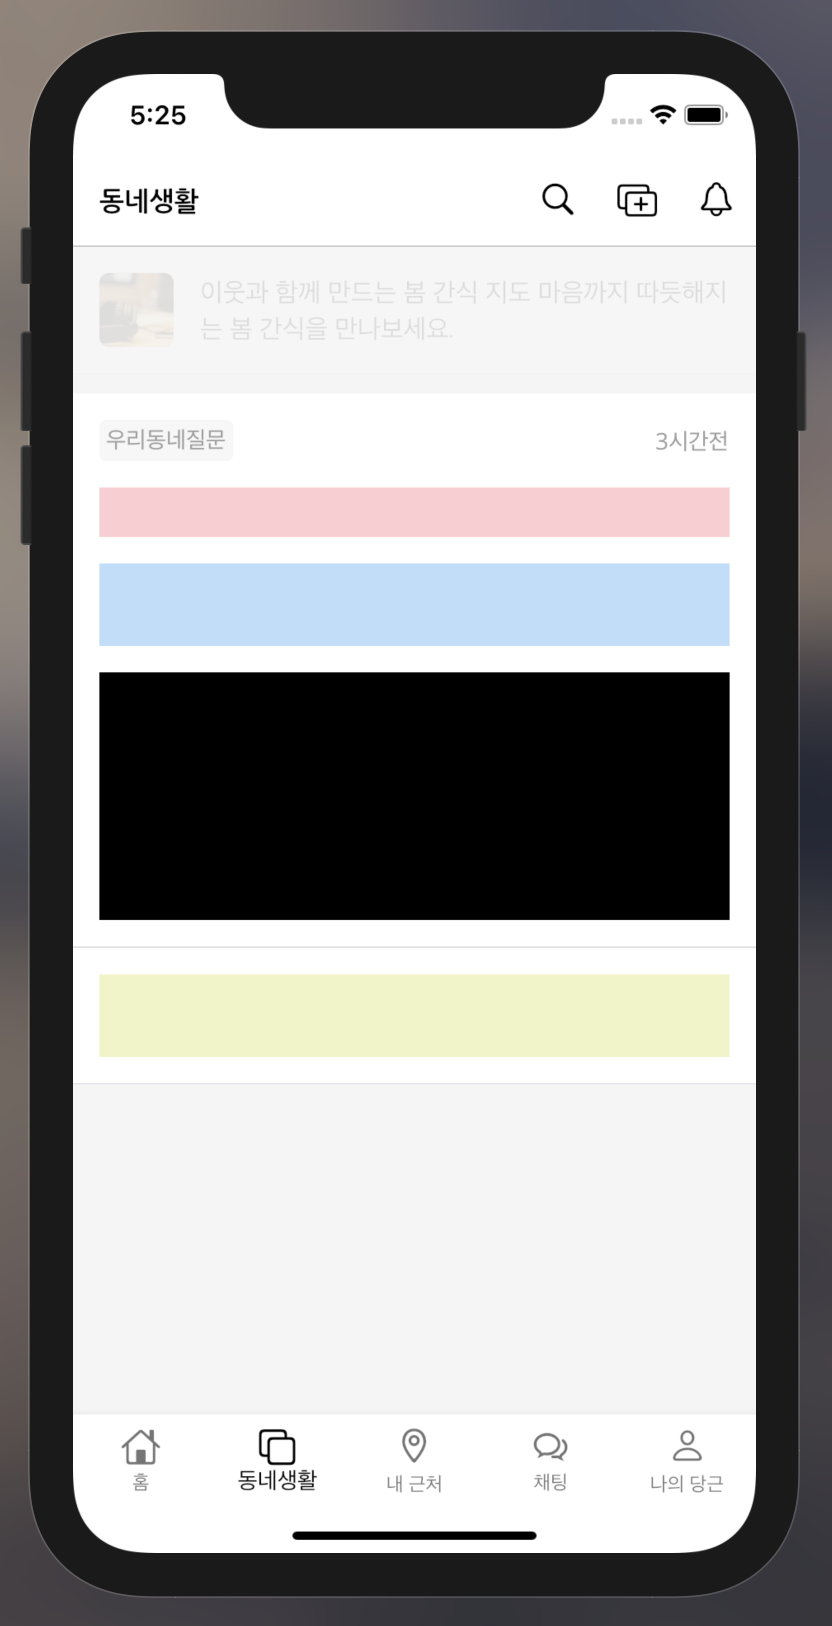 5:25
동네생활
이웃과 함께 만드는 봄 간식 지도 마음까지 따듯해지
는 봄 간식을 만나보세요.
우리동네질문
3시간전
홈
동네생활
내 근처
채팅
나의 당근